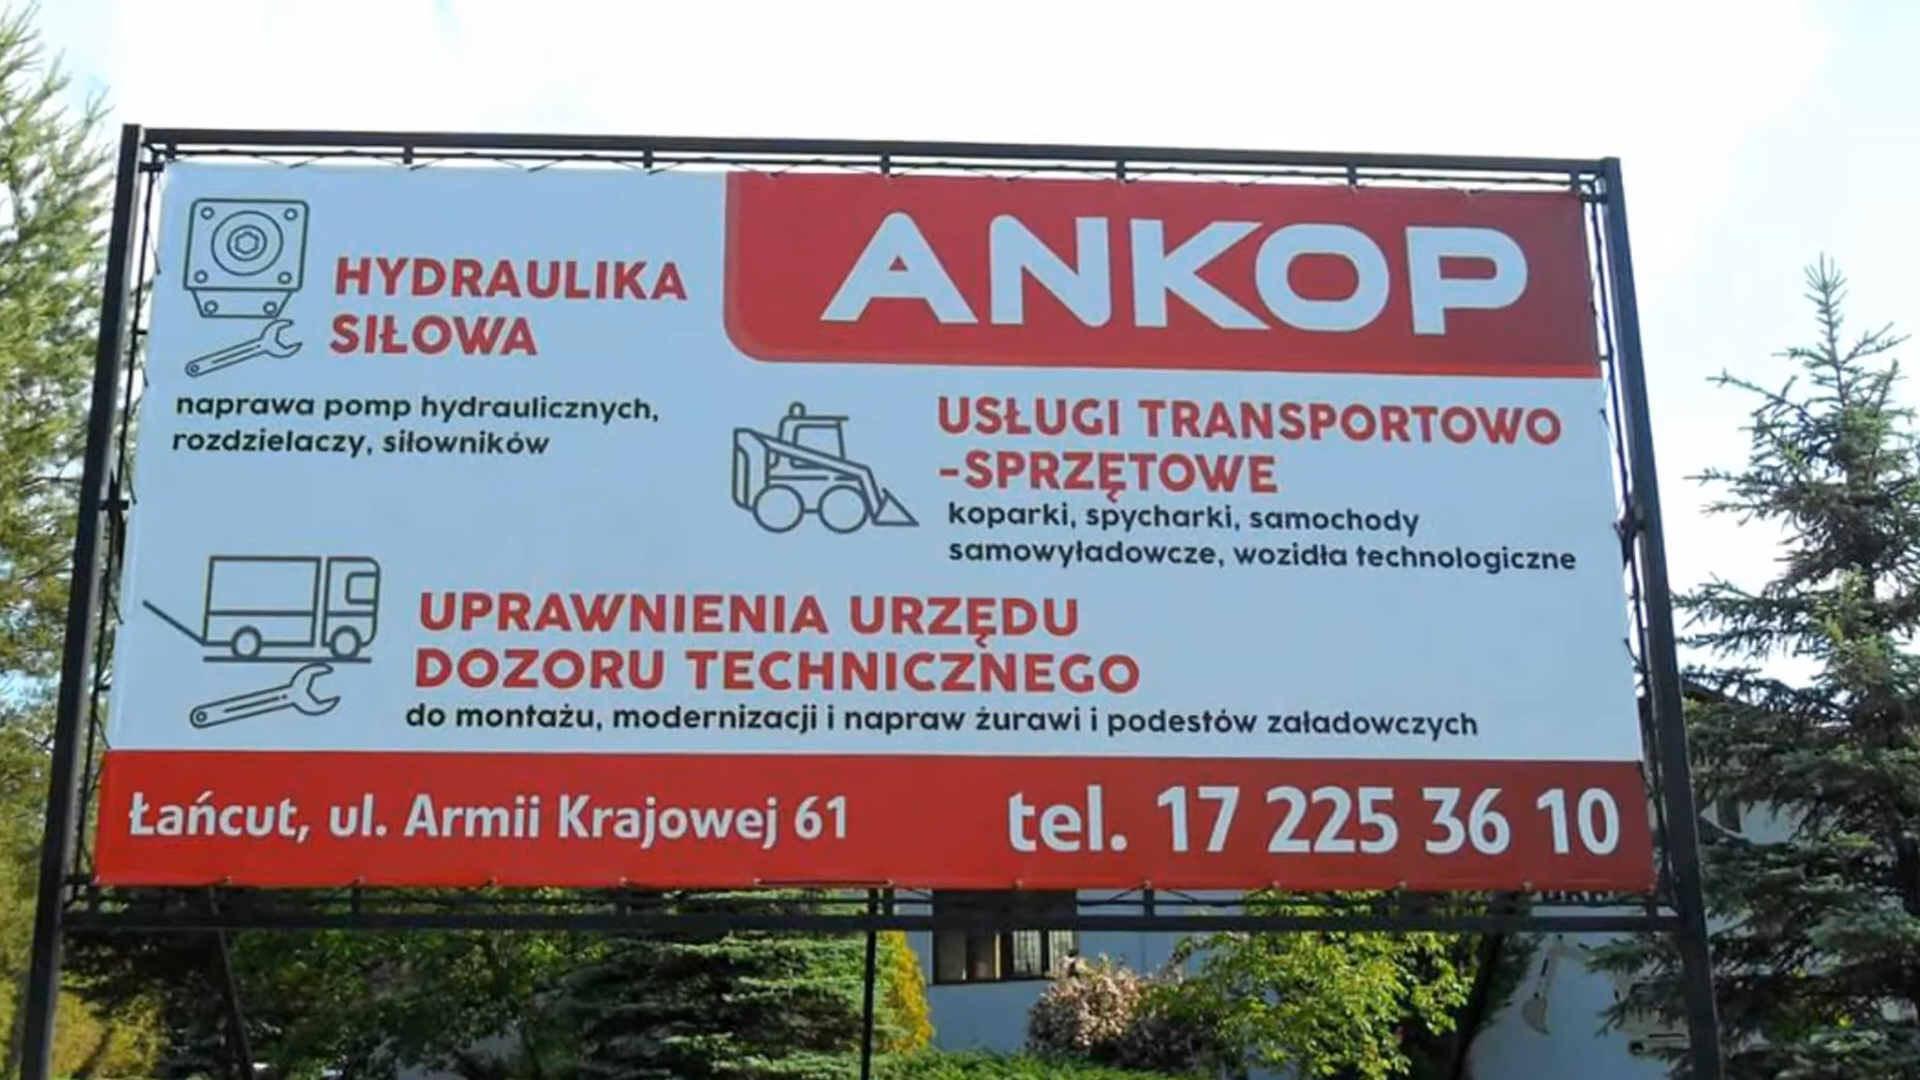 ANKOP
HYDRAULIKA
SIŁOWA
naprawa pomp hydraulicznych,
rozdzielaczy, siłowników
USŁUGI TRANSPORTOWO
-SPRZĘTOWE
koparki, spycharki, samochody
samowyładowcze, wozidła technologiczne
UPRAWNIENIA URZĘDU
DOZORU TECHNICZNEGO
do montażu, modernizacji i napraw żurawi i podestów załadowczych
Łańcut, ul. Armii Krajowej 61
tel. 17 225 36 10